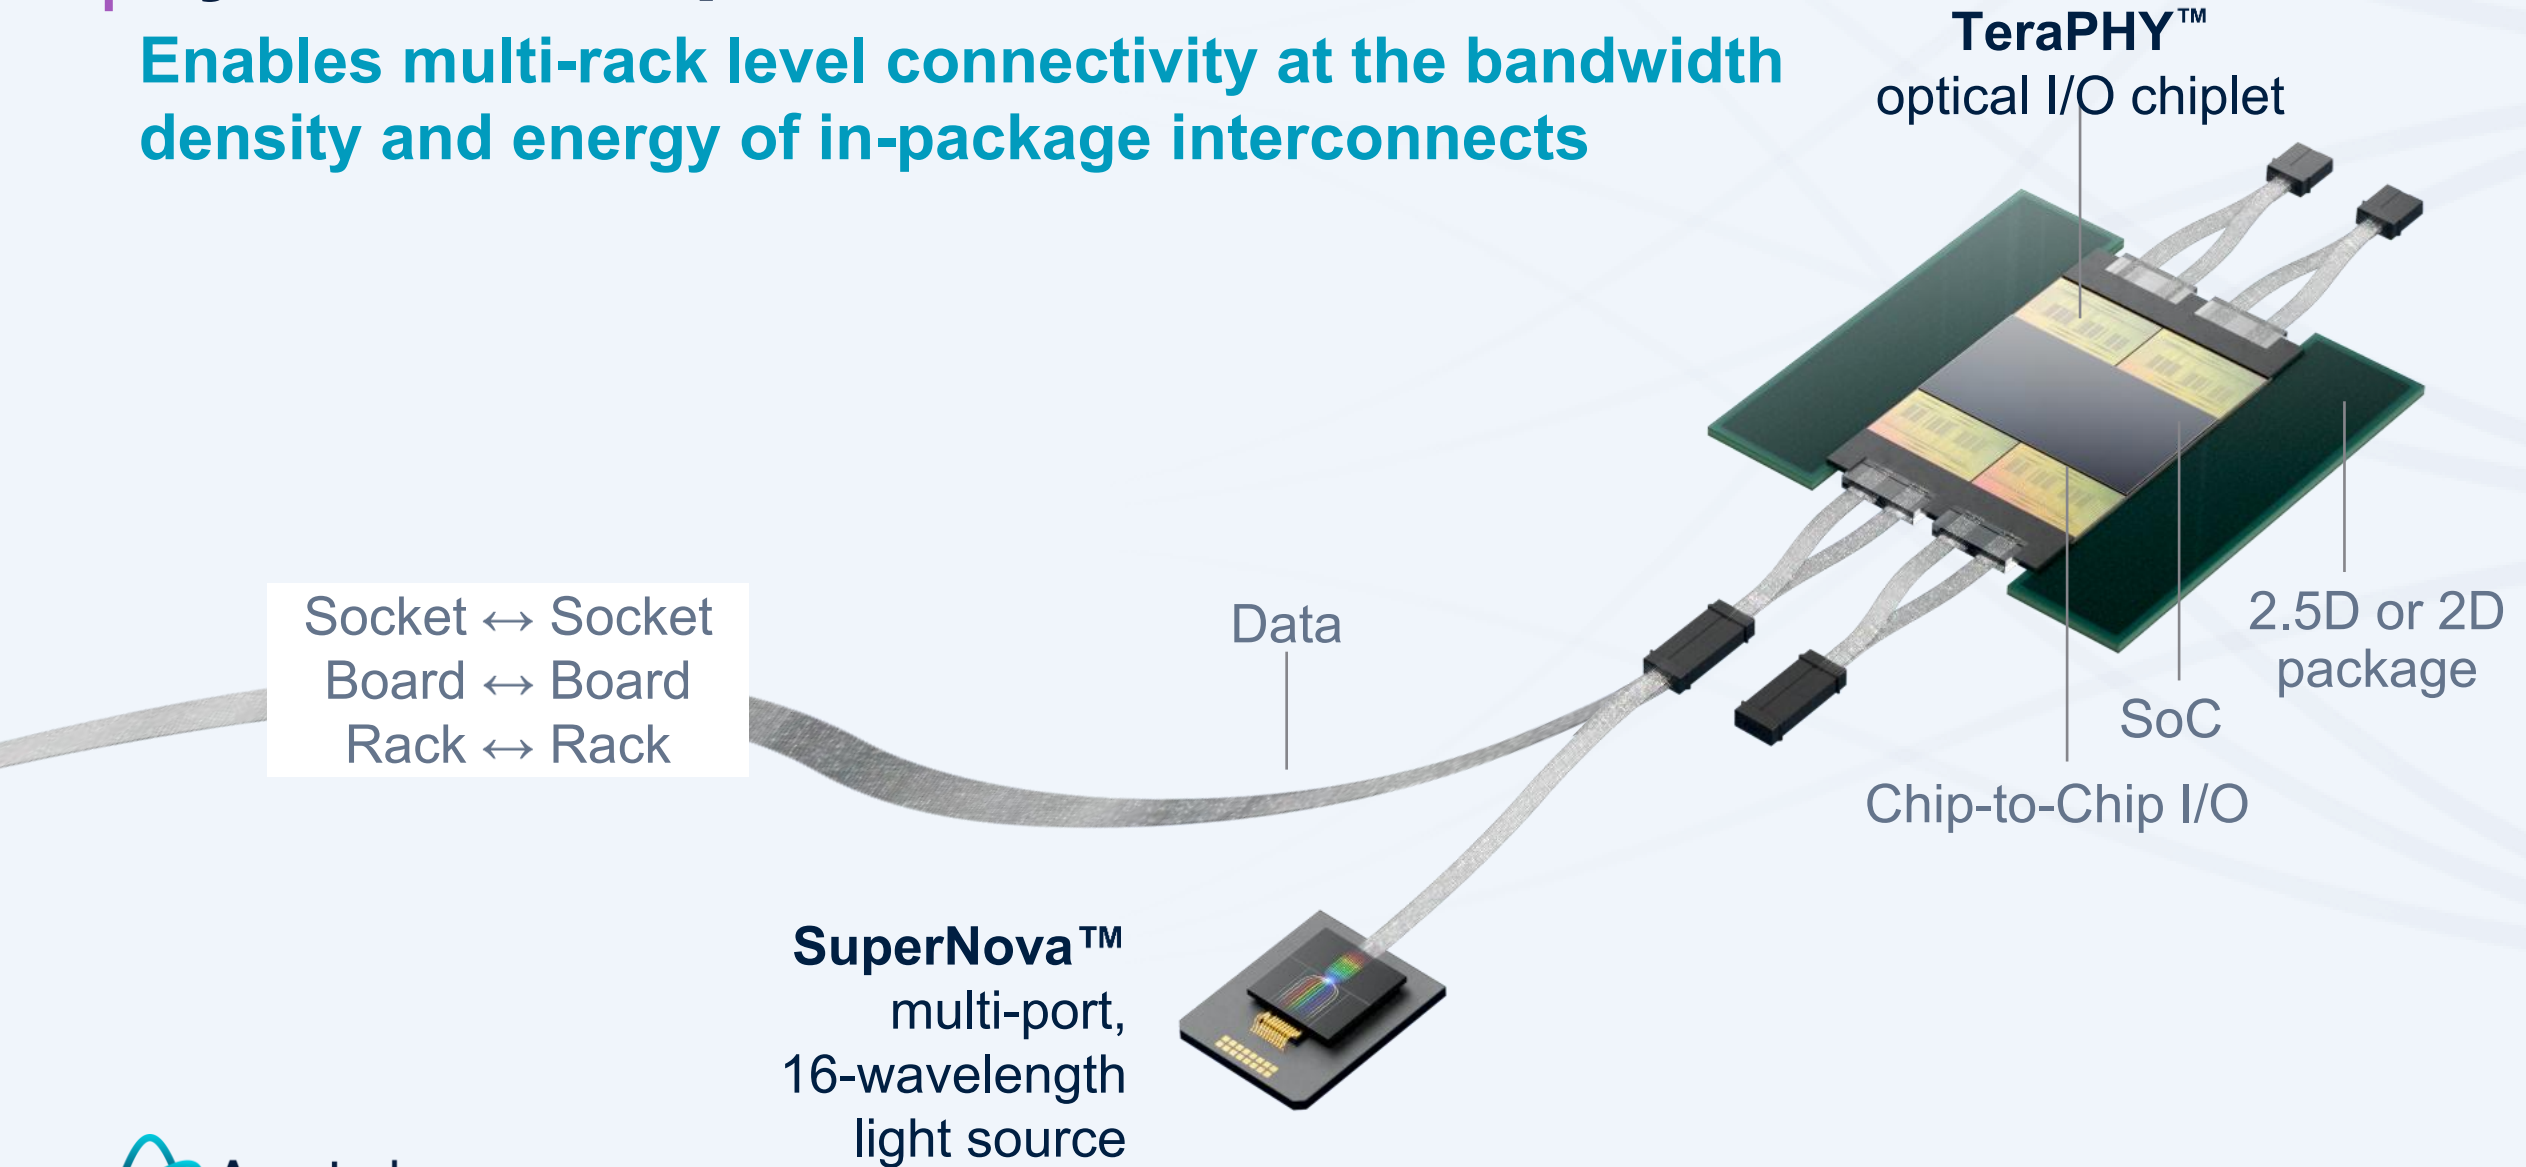 Enables multi-rack level connectivity at the bandwidth
density and energy of in-package interconnects
TeraPHY™
optical I/O chiplet
Socket ↔ Socket
Board ↔ Board
Rack ↔ Rack
Data
2.5D or 2D
package
SoC
Chip-to-Chip I/O
SuperNova™
multi-port,
16-wavelength
light source